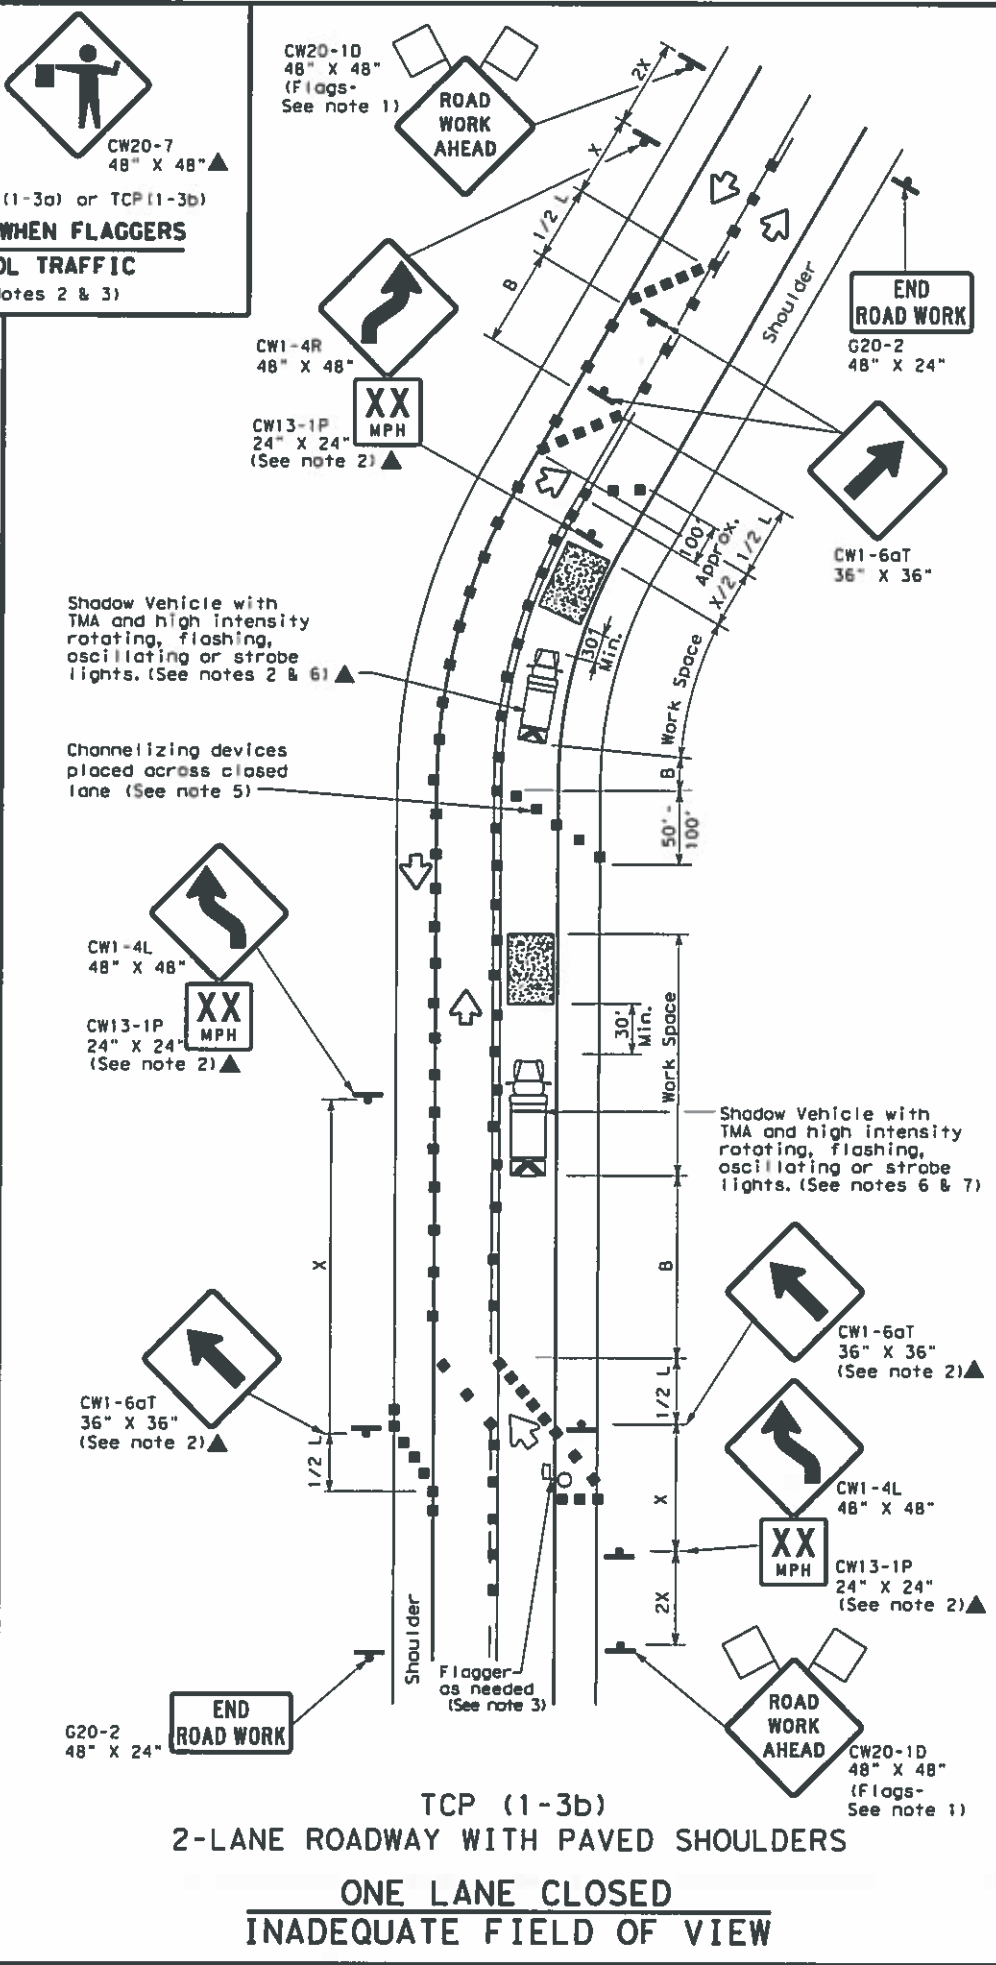 CW20-7
48" X 48"▲
(1-3a) or TCP(1-3b)
WHEN FLAGGERS
OL TRAFFIC
otes 2 & 3)
CW20-1D
48" X 48"
(Flags-
See note 1)
ROAD
WORK
AHEAD
2X
X
1/2 L
B
CW1-4R
48" X 48"
XX
MPH
CW13-1P
24" X 24"
(See note 2)▲
Shoulder
END
ROAD WORK
G20-2
48" X 24"
CW1-6aT
36" X 36"
100'
Approx.
1/2 L
X/2
30'
Min.
Work Space
B
50' -
100'
Shadow Vehicle with
TMA and high intensity
rotating, flashing,
oscillating or strobe
lights. (See notes 2 & 6)▲
Channelizing devices
placed across closed
lane (See note 5)
CW1-4L
48" X 48"
XX
MPH
CW13-1P
24" X 24"
(See note 2)▲
30'
Min.
Work Space
Shadow Vehicle with
TMA and high intensity
rotating, flashing,
oscillating or strobe
lights. (See notes 6 & 7)
X
B
CW1-6aT
36" X 36"
(See note 2)▲
1/2 L
CW1-6aT
36" X 36"
(See note 2)▲
1/2 L
X
CW1-4L
48" X 48"
XX
MPH
CW13-1P
24" X 24"
(See note 2)▲
2X
Shoulder
Flagger
as needed
(See note 3)
END
ROAD WORK
G20-2
48" X 24"
ROAD
WORK
AHEAD
CW20-1D
48" X 48"
(Flags-
See note 1)
TCP (1-3b)
2-LANE ROADWAY WITH PAVED SHOULDERS
ONE LANE CLOSED
INADEQUATE FIELD OF VIEW